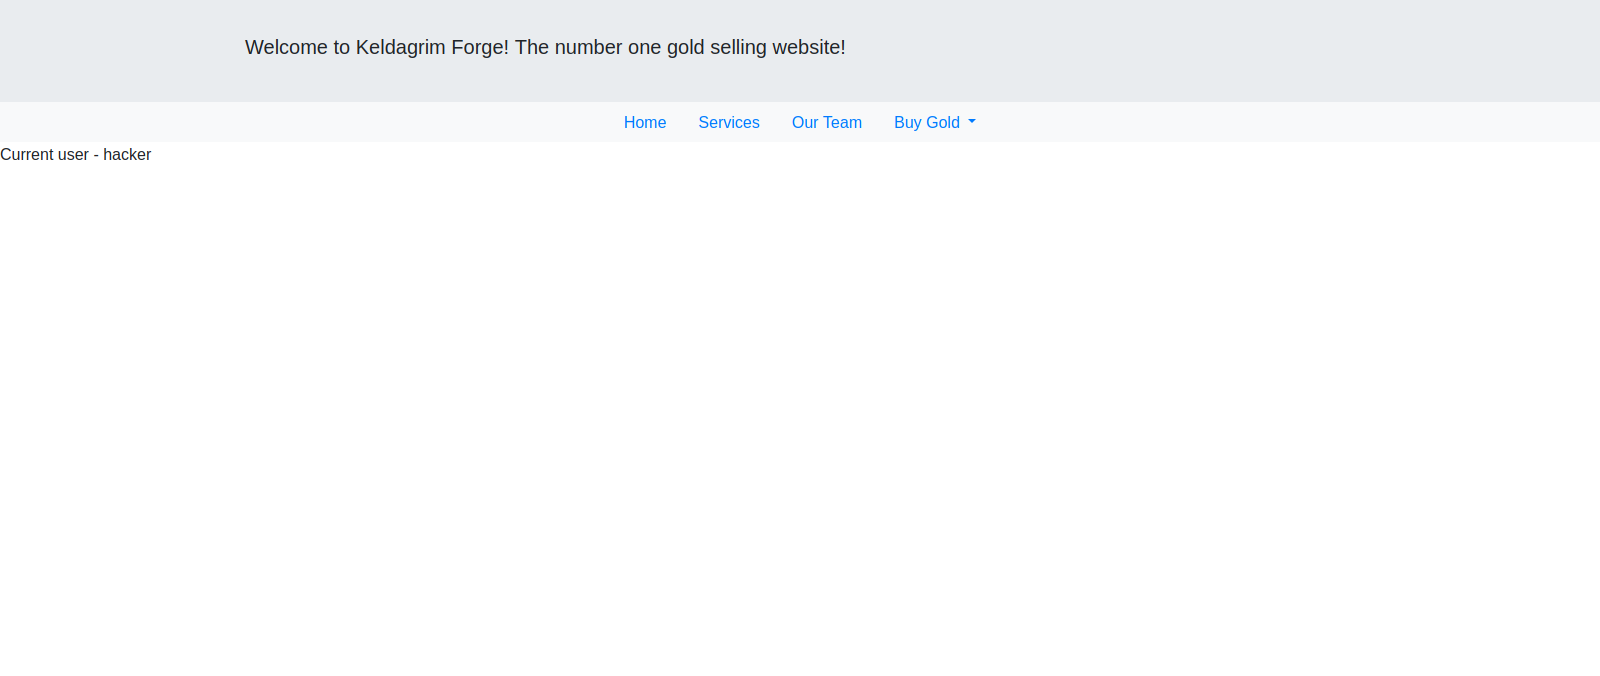 Welcome to Keldagrim Forge! The number one gold selling website!
Home Services Our Team Buy Gold
Current user - hacker